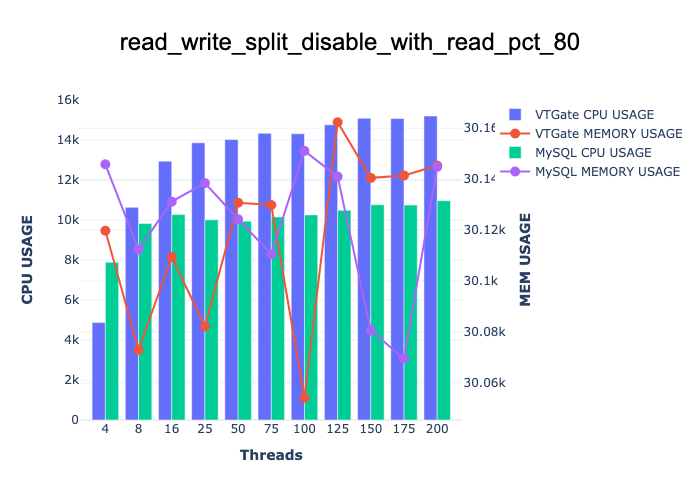 read_write_split_disable_with_read_pct_80
16k
14k
12k
10k
8k
6k
4k
2k
0
CPU USAGE
4 8 16 25 50 75 100 125 150 175 200
Threads
30.16
30.14
30.12k
30.1k
30.08k
30.06k
MEM USAGE
VTGate CPU USAGE
VTGate MEMORY USAGE
MySQL CPU USAGE
MySQL MEMORY USAGE